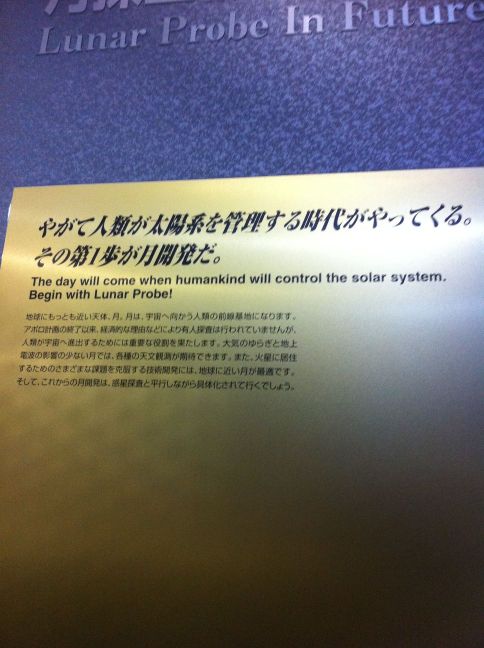 Lunar Probe In Future
やがて人類が太陽系を管理する時代がやってくる。
その第1歩が月開発だ。
The day will come when humankind will control the solar system.
Begin with Lunar Probe!
地球にもっとも近い天体、月。月は、宇宙へ向かう人類の前線基地になります。
アポロ計画の終了以来、経済的な理由などにより有人探査は行われていませんが、
人類が宇宙へ進出するためには重要な役割を果たします。大気のゆらぎと地上
電波の影響の少ない月では、各種の天文観測が期待できます。また、火星に居住
するためのさまざまな課題を克服する技術開発には、地球に近い月が最適です。
そして、これからの月開発は、惑星探査と平行しながら具体化されて行くでしょう。